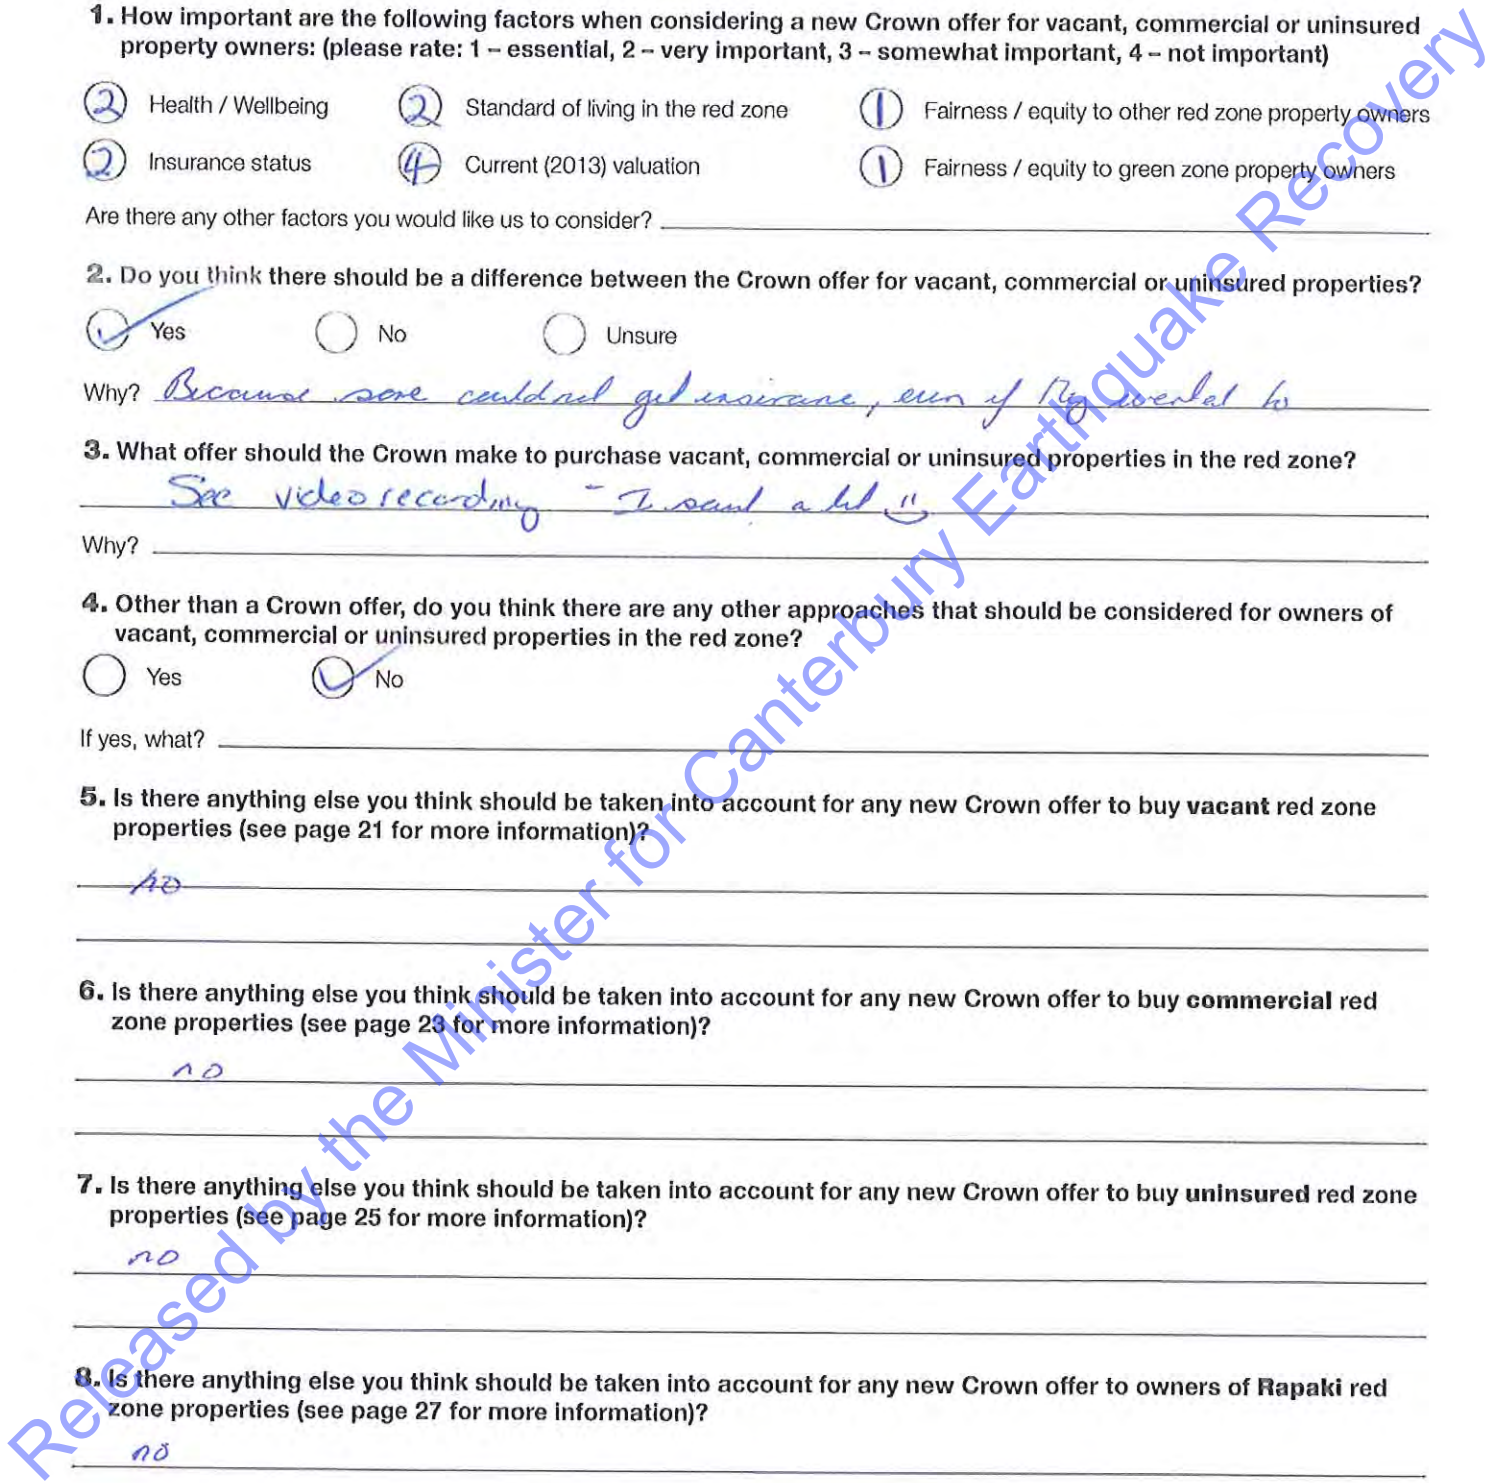 1. How important are the following factors when considering a new Crown offer for vacant, commercial or uninsured
property owners: (please rate: 1 – essential, 2 – very important, 3 – somewhat important, 4 – not important)
2 Health / Wellbeing 2 Standard of living in the red zone 1 Fairness / equity to other red zone property owners
2 Insurance status 4 Current (2013) valuation 1 Fairness / equity to green zone property owners
Are there any other factors you would like us to consider?
2. Do you think there should be a difference between the Crown offer for vacant, commercial or uninsured properties?
✓ Yes No Unsure
Why? Because some could not get insurance, even if they wanted to
3. What offer should the Crown make to purchase vacant, commercial or uninsured properties in the red zone?
See video recording - I said a lot
Why?
4. Other than a Crown offer, do you think there are any other approaches that should be considered for owners of
vacant, commercial or uninsured properties in the red zone?
Yes ✓ No
If yes, what?
5. Is there anything else you think should be taken into account for any new Crown offer to buy vacant red zone
properties (see page 21 for more information)?
no
6. Is there anything else you think should be taken into account for any new Crown offer to buy commercial red
zone properties (see page 23 for more information)?
no
7. Is there anything else you think should be taken into account for any new Crown offer to buy uninsured red zone
properties (see page 25 for more information)?
no
8. Is there anything else you think should be taken into account for any new Crown offer to owners of Rapaki red
zone properties (see page 27 for more information)?
no
Released by the Minister for Canterbury Earthquake Recovery